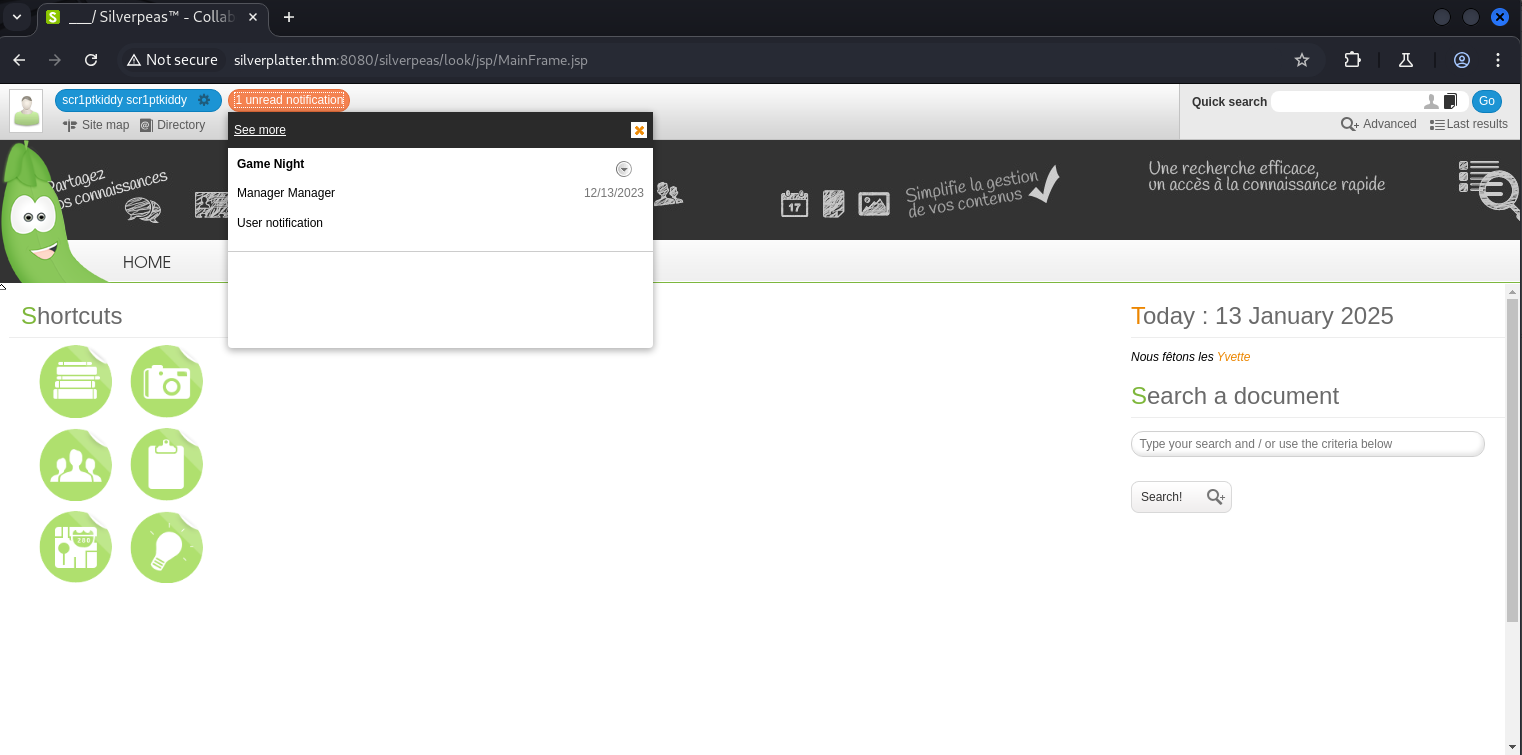 ___/ Silverpeas™ - Collab
Not secure
silverplatter.thm:8080/silverpeas/look/jsp/MainFrame.jsp
scr1ptkiddy scr1ptkiddy
1 unread notification
Quick search
Go
Site map
Directory
Advanced
Last results
See more
Game Night
Manager Manager
12/13/2023
User notification
Partagez
vos connaissances
17
Simplifie la gestion
de vos contenus
Une recherche efficace,
un accès à la connaissance rapide
HOME
Shortcuts
Today : 13 January 2025
Nous fêtons les Yvette
Search a document
Type your search and / or use the criteria below
Search!